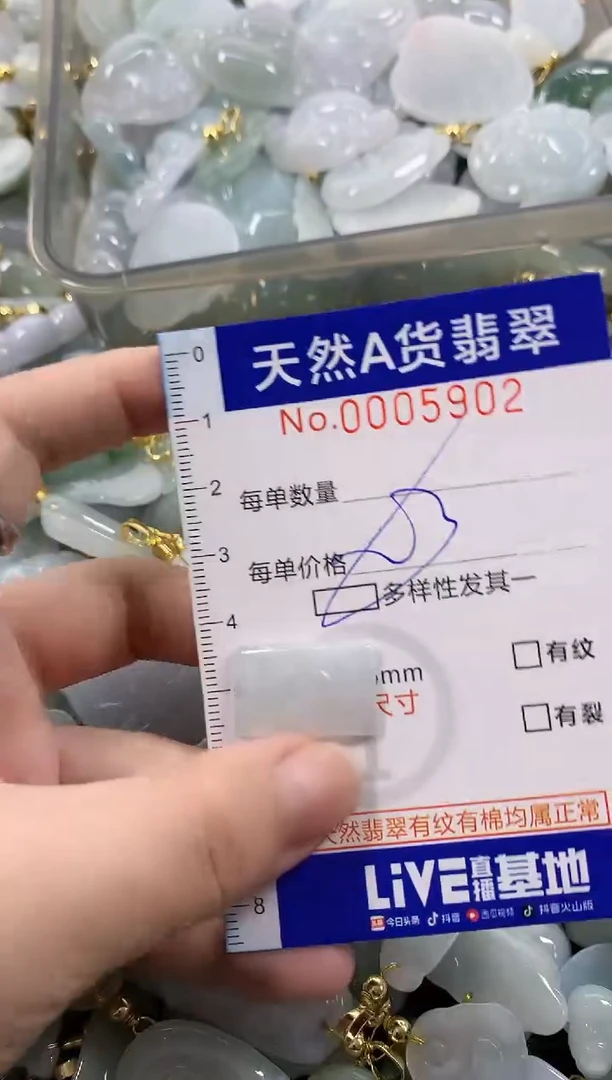 天然A货翡翠
No.0005902
0
1
2
每单数量
3
每单价格
多样性发其一
4
mm
有纹
尺寸
有裂
天然翡翠有纹有棉均属正常
8
LiVE直播基地
今日头条 抖音 西瓜视频 抖音火山版